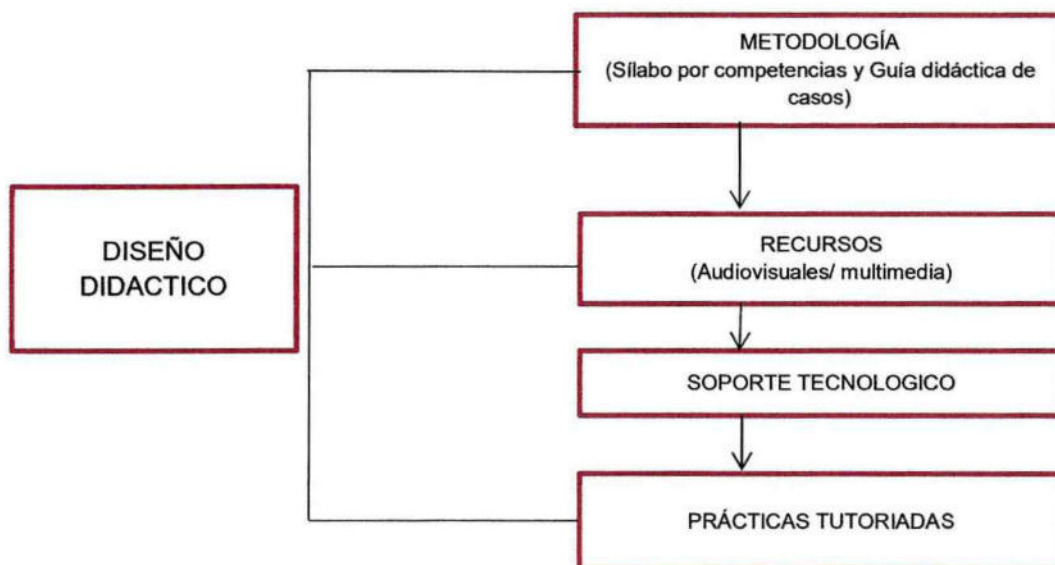 METODOLOGÍA
(Sílabo por competencias y Guía didáctica de
casos)
DISEÑO
DIDACTICO
RECURSOS
(Audiovisuales/ multimedia)
SOPORTE TECNOLOGICO
PRÁCTICAS TUTORIADAS